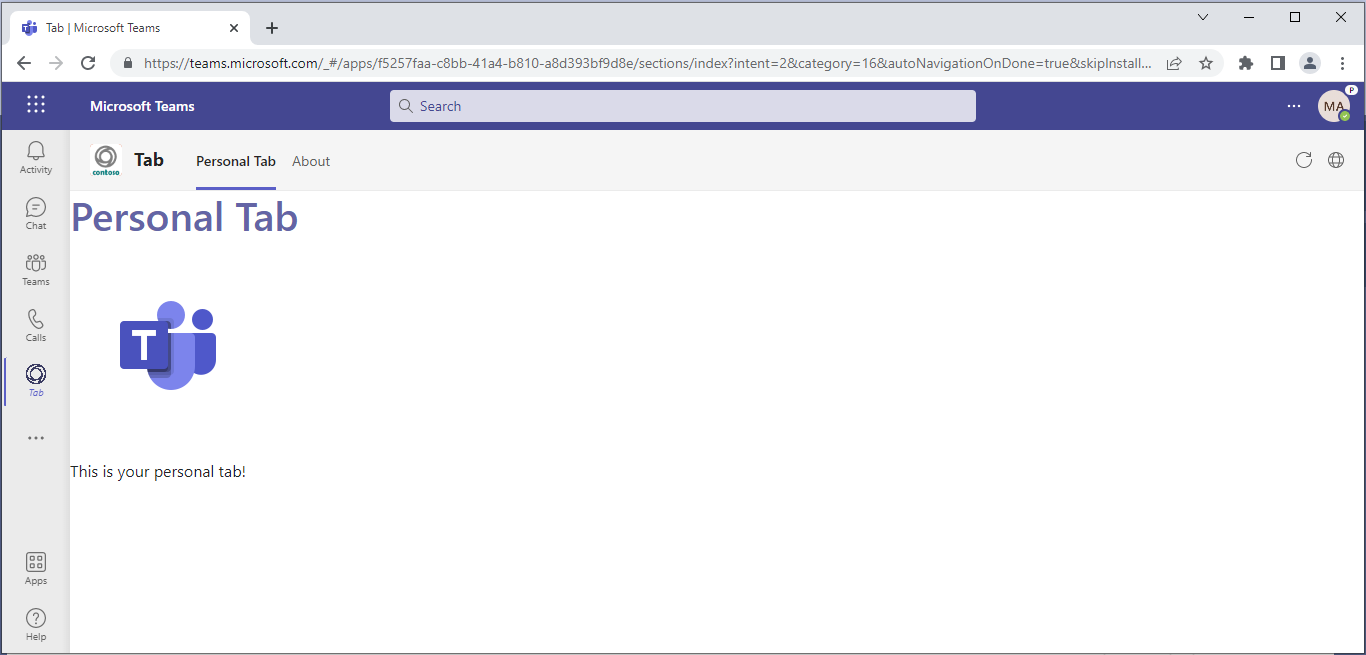 Tab | Microsoft Teams
https://teams.microsoft.com/_#/apps/f5257faa-c8bb-41a4-b810-a8d393bf9d8e/sections/index?intent=2&category=16&autoNavigationOnDone=true&skipInstall...
Microsoft Teams
Search
MA
P
Activity
Chat
Teams
Calls
Tab
Apps
Help
contoso
Tab
Personal Tab
About
Personal Tab
T
This is your personal tab!